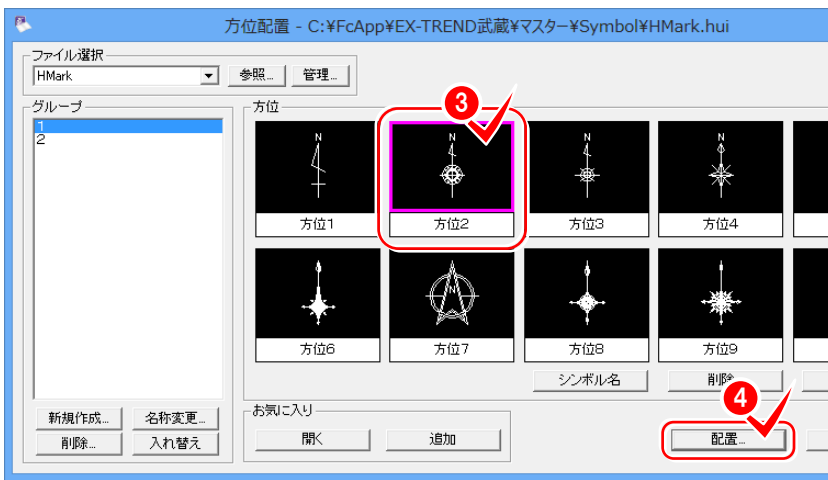 方位配置 - C:¥FcApp¥EX-TREND武蔵¥マスター¥Symbol¥HMark.hui
ファイル選択
HMark
参照...
管理...
グループ
1
2
方位
3
N
N
N
N
方位1
方位2
方位3
方位4
N
方位6
方位7
方位8
方位9
シンボル名
削除...
4
新規作成...
名称変更...
削除...
入れ替え
お気に入り
開く
追加
配置...